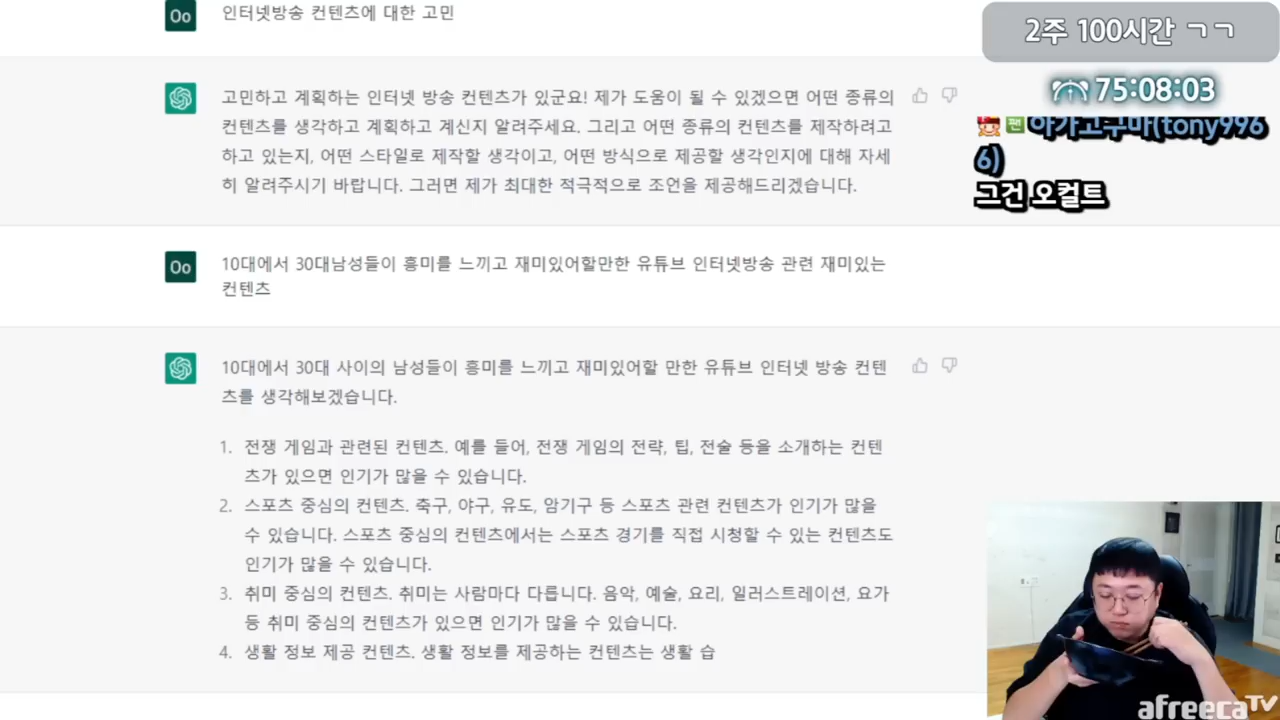 Oo
인터넷방송 컨텐츠에 대한 고민
고민하고 계획하는 인터넷 방송 컨텐츠가 있군요! 제가 도움이 될 수 있겠으면 어떤 종류의
컨텐츠를 생각하고 계획하고 계신지 알려주세요. 그리고 어떤 종류의 컨텐츠를 제작하려고
하고 있는지, 어떤 스타일로 제작할 생각이고, 어떤 방식으로 제공할 생각인지에 대해 자세
히 알려주시기 바랍니다. 그러면 제가 최대한 적극적으로 조언을 제공해드리겠습니다.
Oo
10대에서 30대남성들이 흥미를 느끼고 재미있어할만한 유튜브 인터넷방송 관련 재미있는
컨텐츠
10대에서 30대 사이의 남성들이 흥미를 느끼고 재미있어할 만한 유튜브 인터넷 방송 컨텐
츠를 생각해보겠습니다.
1. 전쟁 게임과 관련된 컨텐츠. 예를 들어, 전쟁 게임의 전략, 팁, 전술 등을 소개하는 컨텐
츠가 있으면 인기가 많을 수 있습니다.
2. 스포츠 중심의 컨텐츠. 축구, 야구, 유도, 암기구 등 스포츠 관련 컨텐츠가 인기가 많을
수 있습니다. 스포츠 중심의 컨텐츠에서는 스포츠 경기를 직접 시청할 수 있는 컨텐츠도
인기가 많을 수 있습니다.
3. 취미 중심의 컨텐츠. 취미는 사람마다 다릅니다. 음악, 예술, 요리, 일러스트레이션, 요가
등 취미 중심의 컨텐츠가 있으면 인기가 많을 수 있습니다.
4. 생활 정보 제공 컨텐츠. 생활 정보를 제공하는 컨텐츠는 생활 습
2주 100시간 ㄱㄱ
75:08:03
팬 아가고구마(tony996
6)
그건 오컬트
afreecaTV